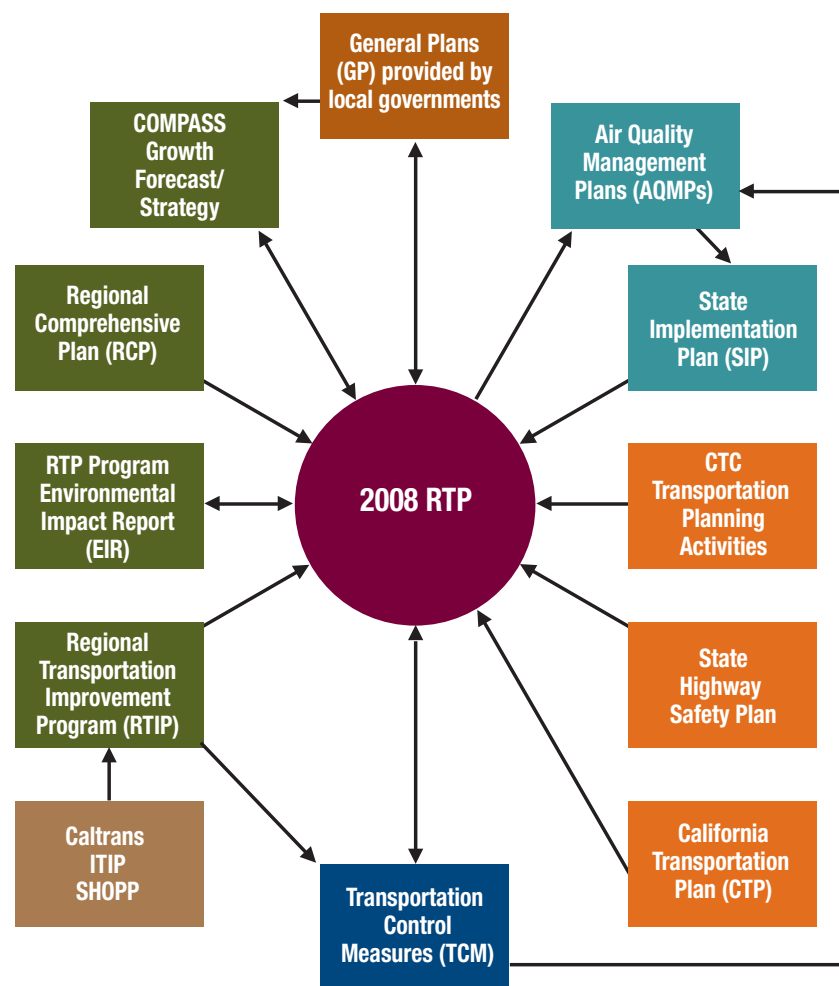 General Plans
(GP) provided by
local governments
COMPASS
Growth
Forecast/
Strategy
Air Quality
Management
Plans (AQMPs)
Regional
Comprehensive
Plan (RCP)
State
Implementation
Plan (SIP)
RTP Program
Environmental
Impact Report
(EIR)
2008 RTP
CTC
Transportation
Planning
Activities
Regional
Transportation
Improvement
Program (RTIP)
State
Highway
Safety Plan
Caltrans
ITIP
SHOPP
California
Transportation
Plan (CTP)
Transportation
Control
Measures (TCM)